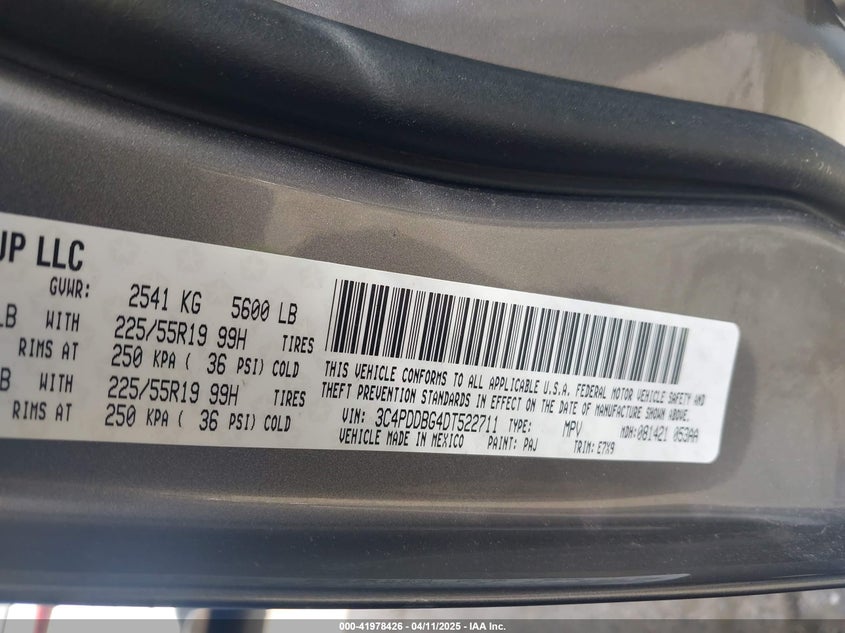 UP LLC
GVWR: 2541 KG 5600 LB
LB WITH 225/55R19 99H TIRES
RIMS AT 250 KPA ( 36 PSI) COLD
B WITH 225/55R19 99H TIRES
RIMS AT 250 KPA ( 36 PSI) COLD
THIS VEHICLE CONFORMS TO ALL APPLICABLE U.S.A. FEDERAL MOTOR VEHICLE SAFETY AND
THEFT PREVENTION STANDARDS IN EFFECT ON THE DATE OF MANUFACTURE SHOWN ABOVE.
VIN: 3C4PDDBG4DT522711 TYPE: MPV MDH: 081421 053AA
VEHICLE MADE IN MEXICO PAINT: PAJ TRIM: E7X9
000-41978426 - 04/11/2025 - IAA Inc.